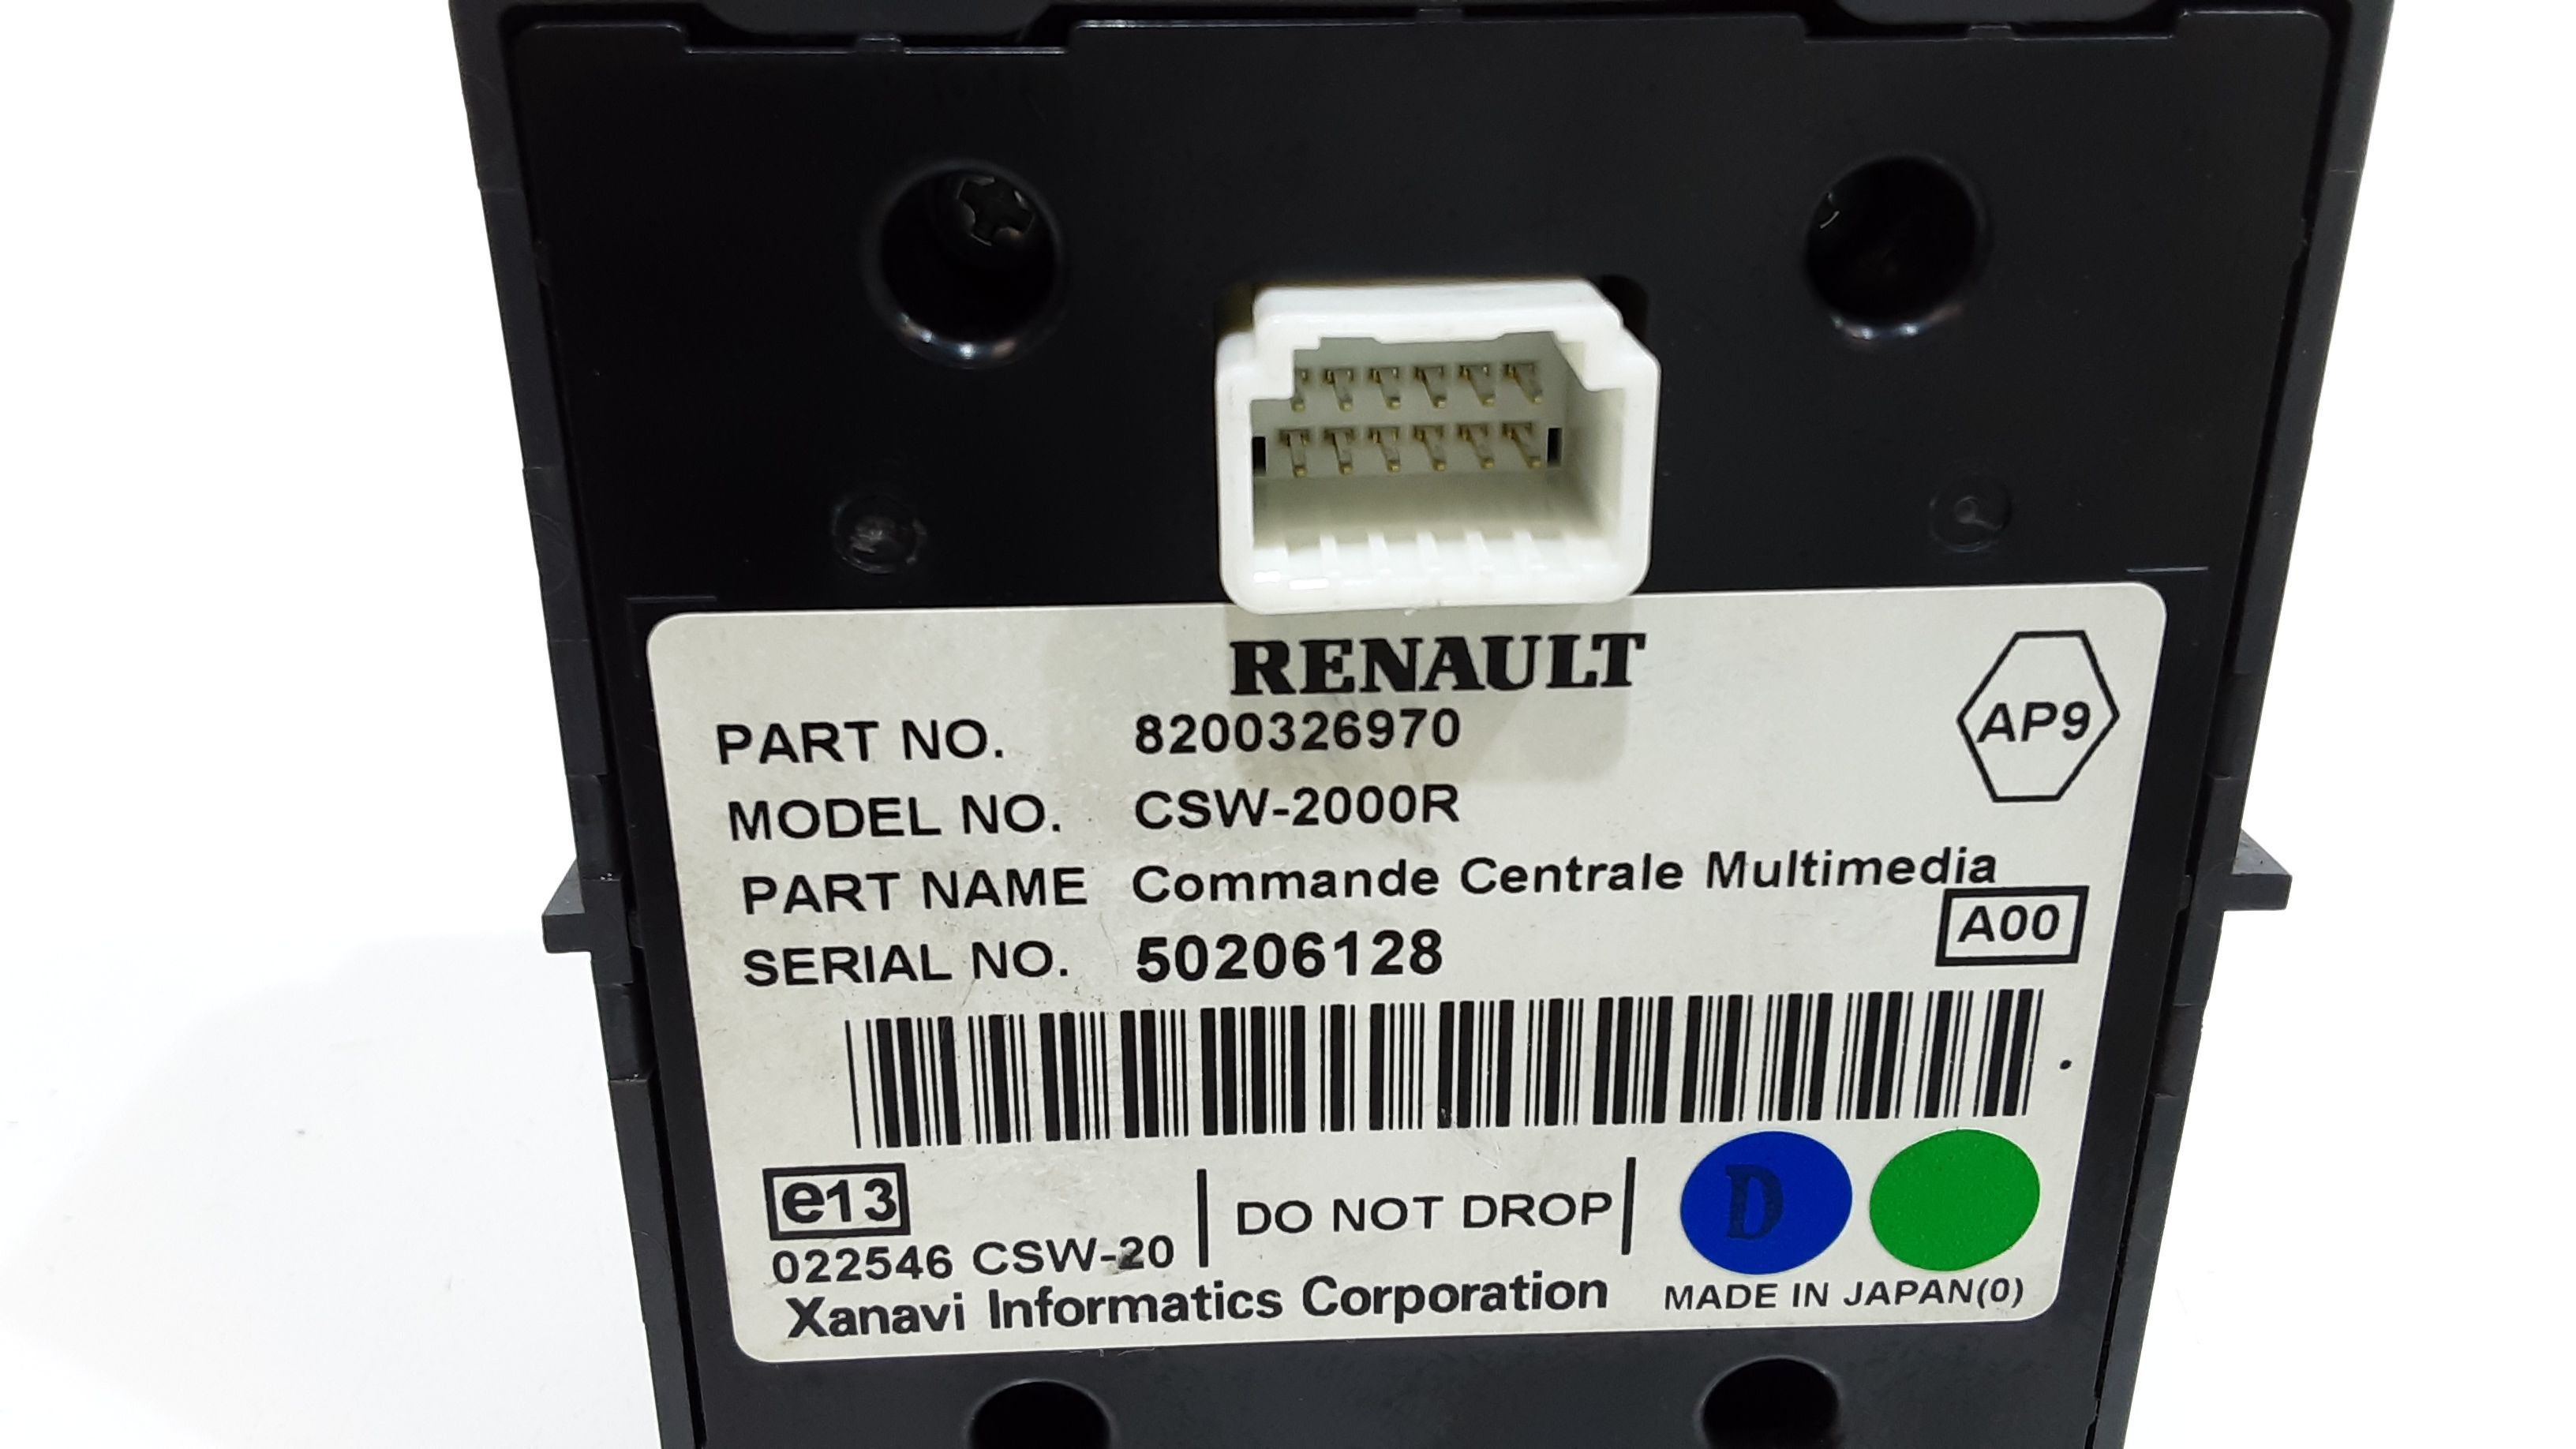 RENAULT
PART NO. 8200326970
AP9
MODEL NO. CSW-2000R
PART NAME Commande Centrale Multimedia
SERIAL NO. 50206128
A00
e13
022546 CSW-20
DO NOT DROP
D
Xanavi Informatics Corporation
MADE IN JAPAN(0)